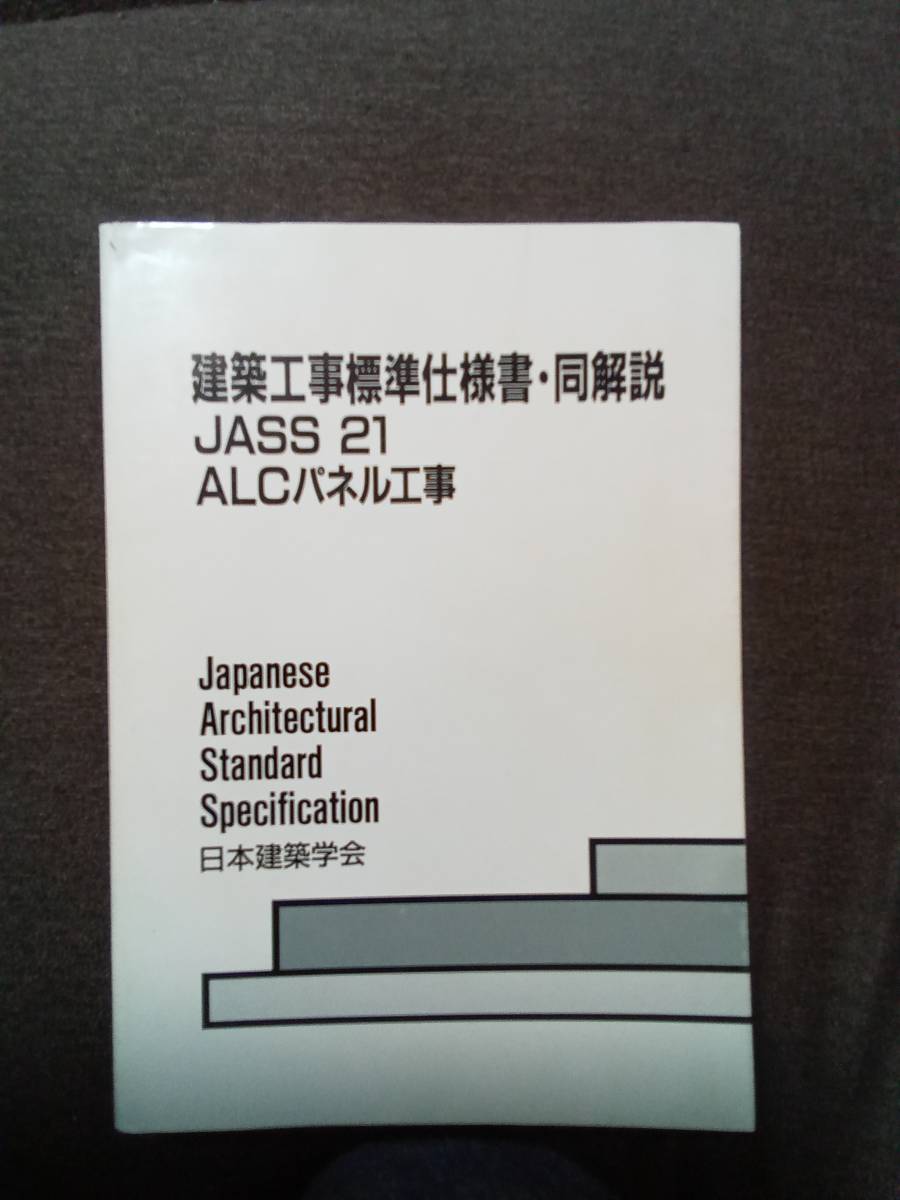 建築工事標準仕様書・同解説
JASS 21
ALCパネル工事
Japanese
Architectural
Standard
Specification
日本建築学会